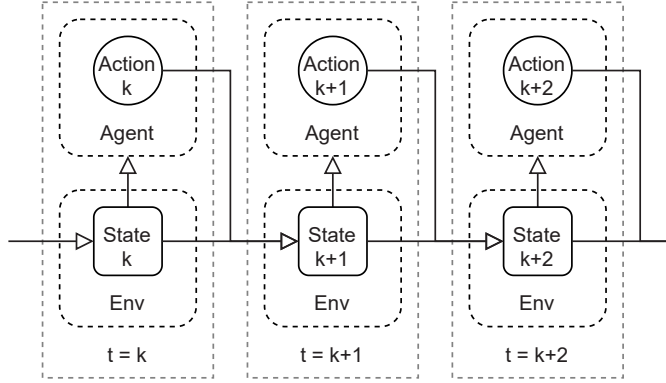 Action
k
Agent
State
k
Env
t = k
Action
k+1
Agent
State
k+1
Env
t = k+1
Action
k+2
Agent
State
k+2
Env
t = k+2